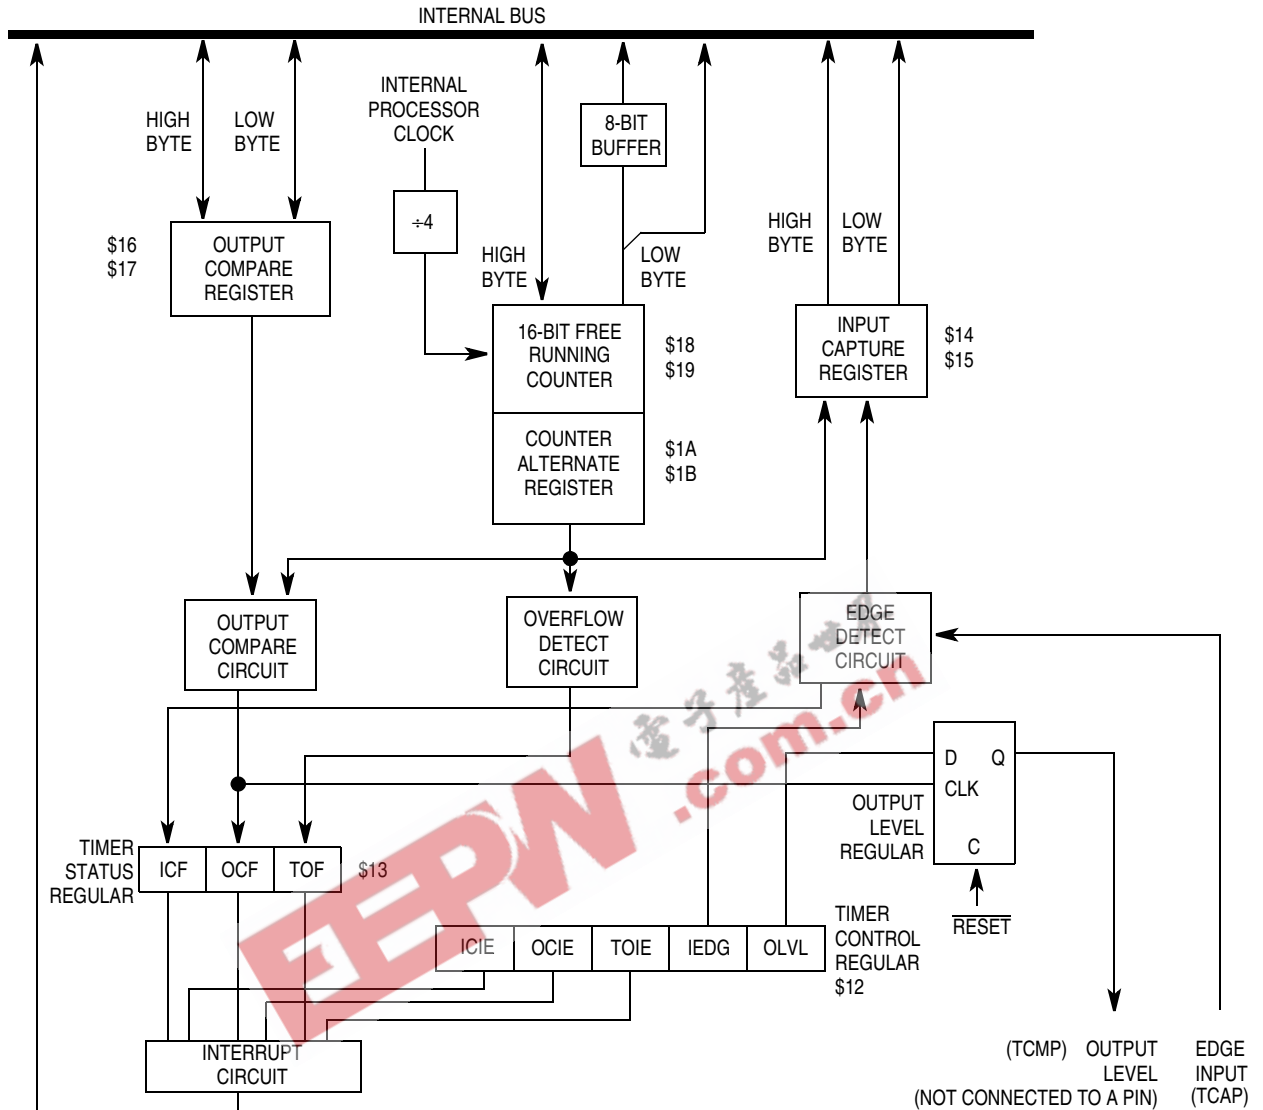 INTERNAL BUS
HIGH
BYTE
LOW
BYTE
INTERNAL
PROCESSOR
CLOCK
÷4
8-BIT
BUFFER
HIGH
BYTE
LOW
BYTE
HIGH
BYTE
LOW
BYTE
$16
$17
OUTPUT
COMPARE
REGISTER
16-BIT FREE
RUNNING
COUNTER
$18
$19
COUNTER
ALTERNATE
REGISTER
$1A
$1B
INPUT
CAPTURE
REGISTER
$14
$15
OUTPUT
COMPARE
CIRCUIT
OVERFLOW
DETECT
CIRCUIT
EDGE
DETECT
CIRCUIT
電子產品世界
EEPW.com.cn
D Q
CLK
C
OUTPUT
LEVEL
REGULAR
RESET
TIMER
STATUS
REGULAR
ICF OCF TOF $13
ICIE OCIE TOIE IEDG OLVL
TIMER
CONTROL
REGULAR
$12
INTERRUPT
CIRCUIT
(TCMP) OUTPUT
LEVEL
(NOT CONNECTED TO A PIN)
EDGE
INPUT
(TCAP)